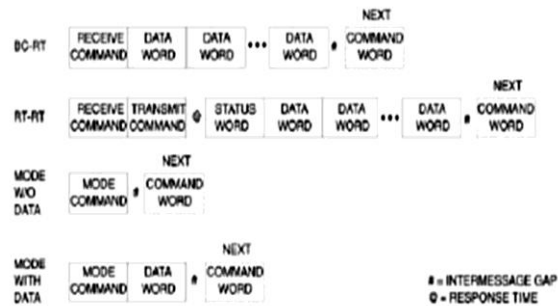 NEXT
BC-RT RECEIVE COMMAND DATA WORD DATA WORD ••• DATA WORD # COMMAND WORD
NEXT
RT-RT RECEIVE COMMAND TRANSMIT COMMAND @ STATUS WORD DATA WORD DATA WORD ••• DATA WORD # COMMAND WORD
NEXT
MODE W/O DATA MODE COMMAND # COMMAND WORD
NEXT
MODE WITH DATA MODE COMMAND DATA WORD # COMMAND WORD
# = INTERMESSAGE GAP
@ = RESPONSE TIME